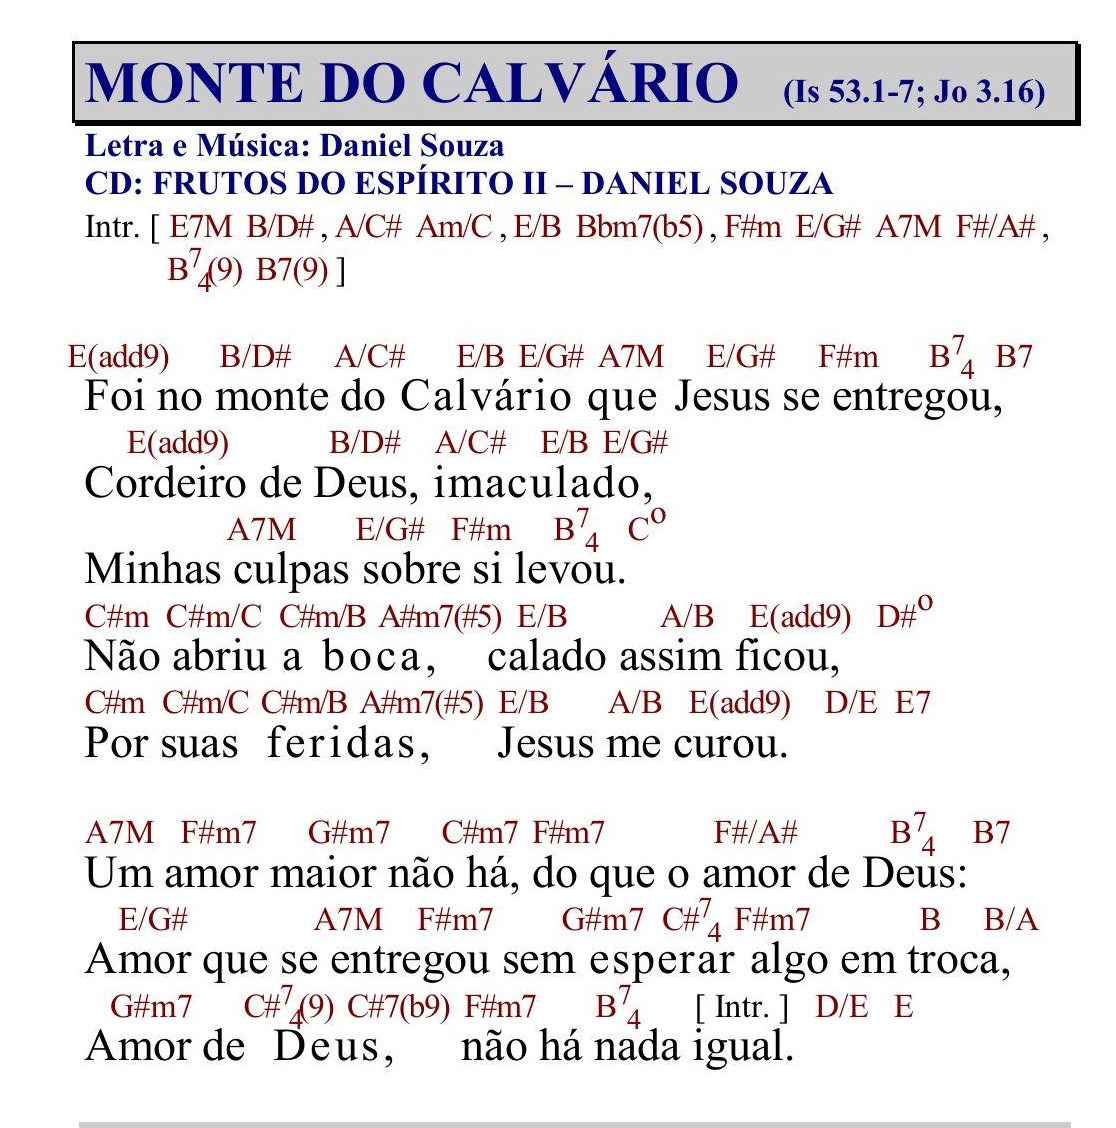 MONTE DO CALVÁRIO (Is 53.1-7; Jo 3.16)
Letra e Música: Daniel Souza
CD: FRUTOS DO ESPÍRITO II – DANIEL SOUZA
Intr. [ E7M B/D# , A/C# Am/C , E/B Bbm7(b5) , F#m E/G# A7M F#/A# ,
B7/4(9) B7(9) ]
E(add9) B/D# A/C# E/B E/G# A7M E/G# F#m B7/4 B7
Foi no monte do Calvário que Jesus se entregou,
E(add9) B/D# A/C# E/B E/G#
Cordeiro de Deus, imaculado,
A7M E/G# F#m B7/4 Cº
Minhas culpas sobre si levou.
C#m C#m/C C#m/B A#m7(#5) E/B A/B E(add9) D#º
Não abriu a boca, calado assim ficou,
C#m C#m/C C#m/B A#m7(#5) E/B A/B E(add9) D/E E7
Por suas feridas, Jesus me curou.
A7M F#m7 G#m7 C#m7 F#m7 F#/A# B7/4 B7
Um amor maior não há, do que o amor de Deus:
E/G# A7M F#m7 G#m7 C#7/4 F#m7 B B/A
Amor que se entregou sem esperar algo em troca,
G#m7 C#7/4(9) C#7(b9) F#m7 B7/4 [ Intr. ] D/E E
Amor de Deus, não há nada igual.